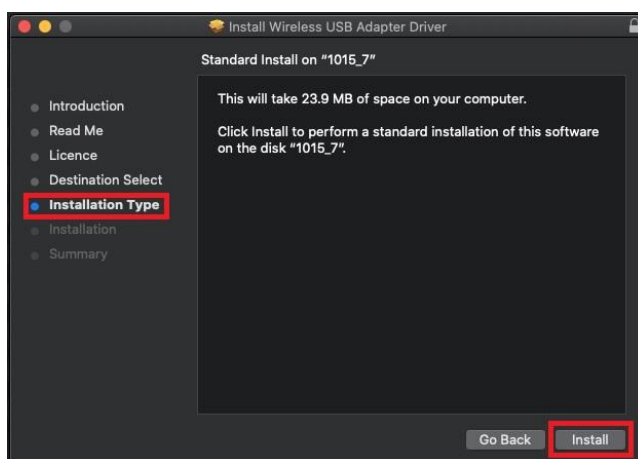 Install Wireless USB Adapter Driver
Standard Install on "1015_7"
Introduction
Read Me
Licence
Destination Select
Installation Type
Installation
Summary
This will take 23.9 MB of space on your computer.
Click Install to perform a standard installation of this software
on the disk "1015_7".
Go Back
Install